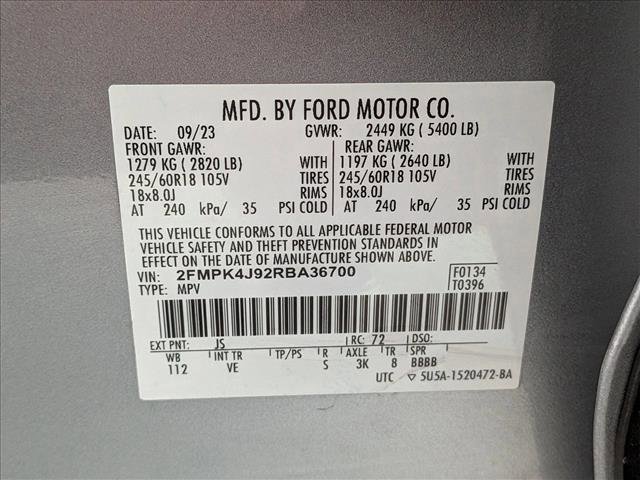 MFD. BY FORD MOTOR CO.
DATE: 09/23 GVWR: 2449 KG ( 5400 LB)
FRONT GAWR: REAR GAWR:
1279 KG ( 2820 LB) WITH 1197 KG ( 2640 LB) WITH
245/60R18 105V TIRES 245/60R18 105V TIRES
18x8.0J RIMS 18x8.0J RIMS
AT 240 kPa/ 35 PSI COLD AT 240 kPa/ 35 PSI COLD
THIS VEHICLE CONFORMS TO ALL APPLICABLE FEDERAL MOTOR
VEHICLE SAFETY AND THEFT PREVENTION STANDARDS IN
EFFECT ON THE DATE OF MANUFACTURE SHOWN ABOVE.
VIN: 2FMPK4J92RBA36700 F0134
TYPE: MPV T0396
EXT PNT: JS RC: 72 DSO:
WB INT TR TP/PS R AXLE TR SPR
112 VE S 3K 8 BBBB
UTC ▽ 5U5A-1520472-BA